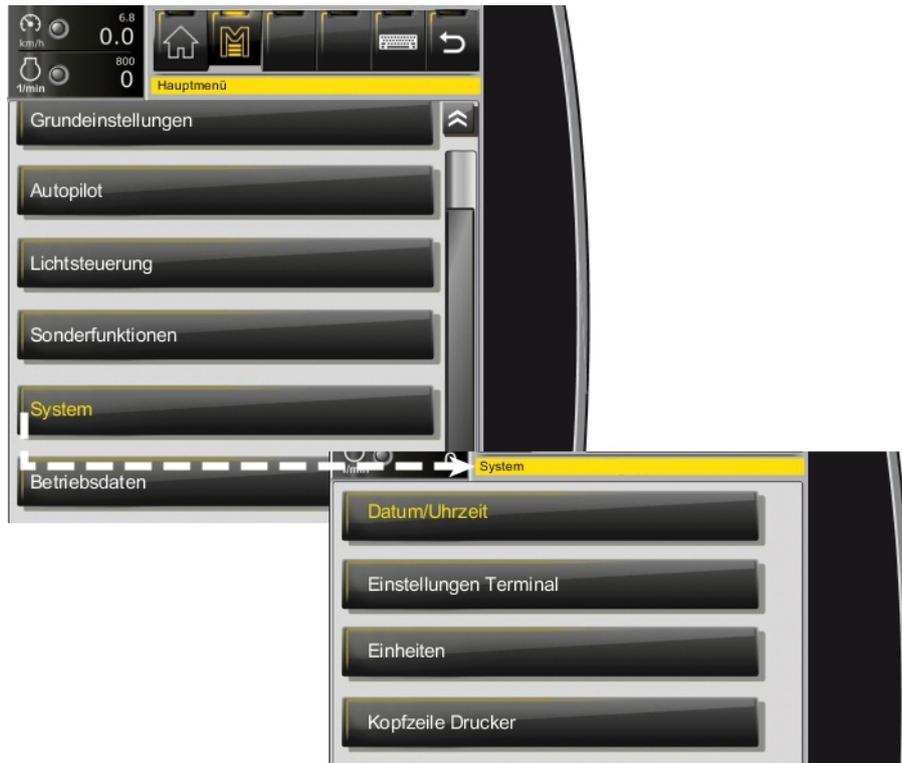 6.8
km/h 0.0
800
1/min 0
Hauptmenü
Grundeinstellungen
Autopilot
Lichtsteuerung
Sonderfunktionen
System
Betriebsdaten
System
Datum/Uhrzeit
Einstellungen Terminal
Einheiten
Kopfzeile Drucker